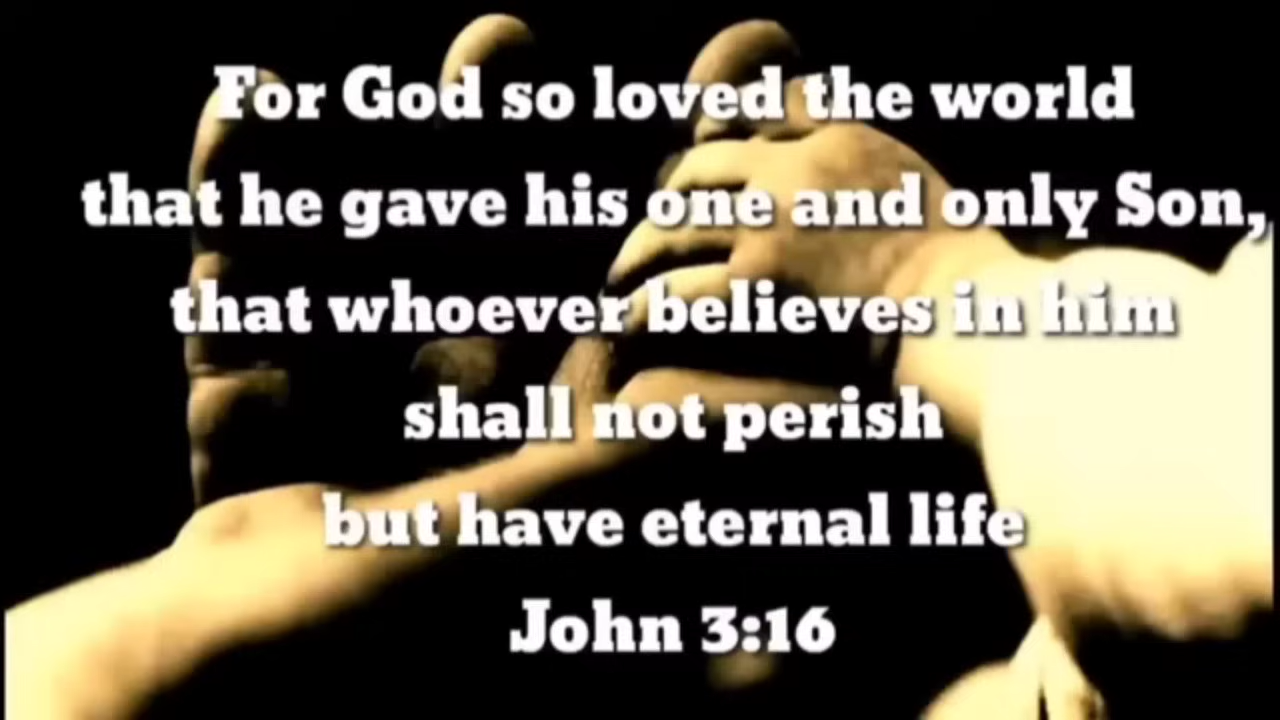 For God so loved the world
that he gave his one and only Son,
that whoever believes in him
shall not perish
but have eternal life
John 3:16